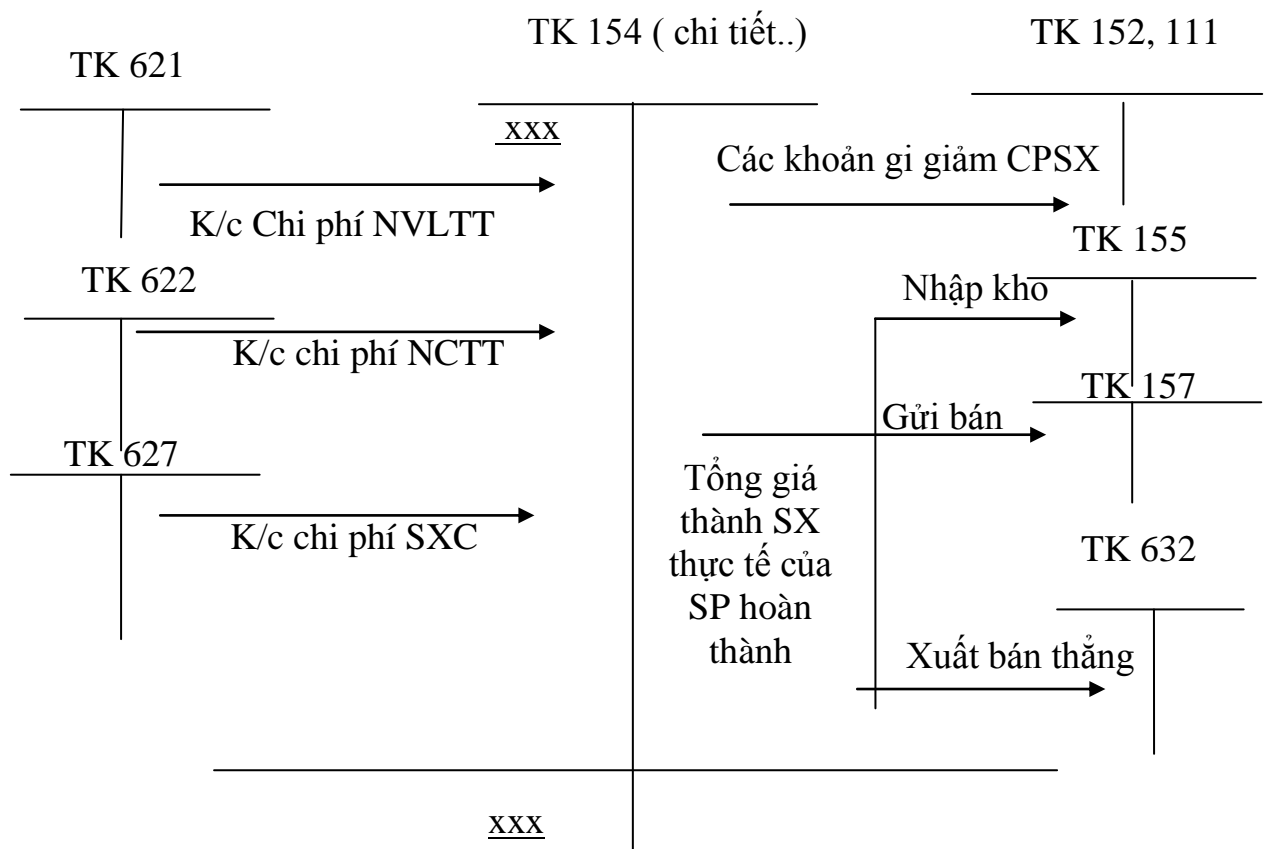 TK 154 ( chi tiết..)
TK 152, 111
TK 621
xxx
Các khoản gi giảm CPSX
K/c Chi phí NVLTT
TK 155
TK 622
Nhập kho
K/c chi phí NCTT
TK 157
Gửi bán
TK 627
Tổng giá
thành SX
thực tế của
SP hoàn
thành
K/c chi phí SXC
TK 632
Xuất bán thẳng
xxx